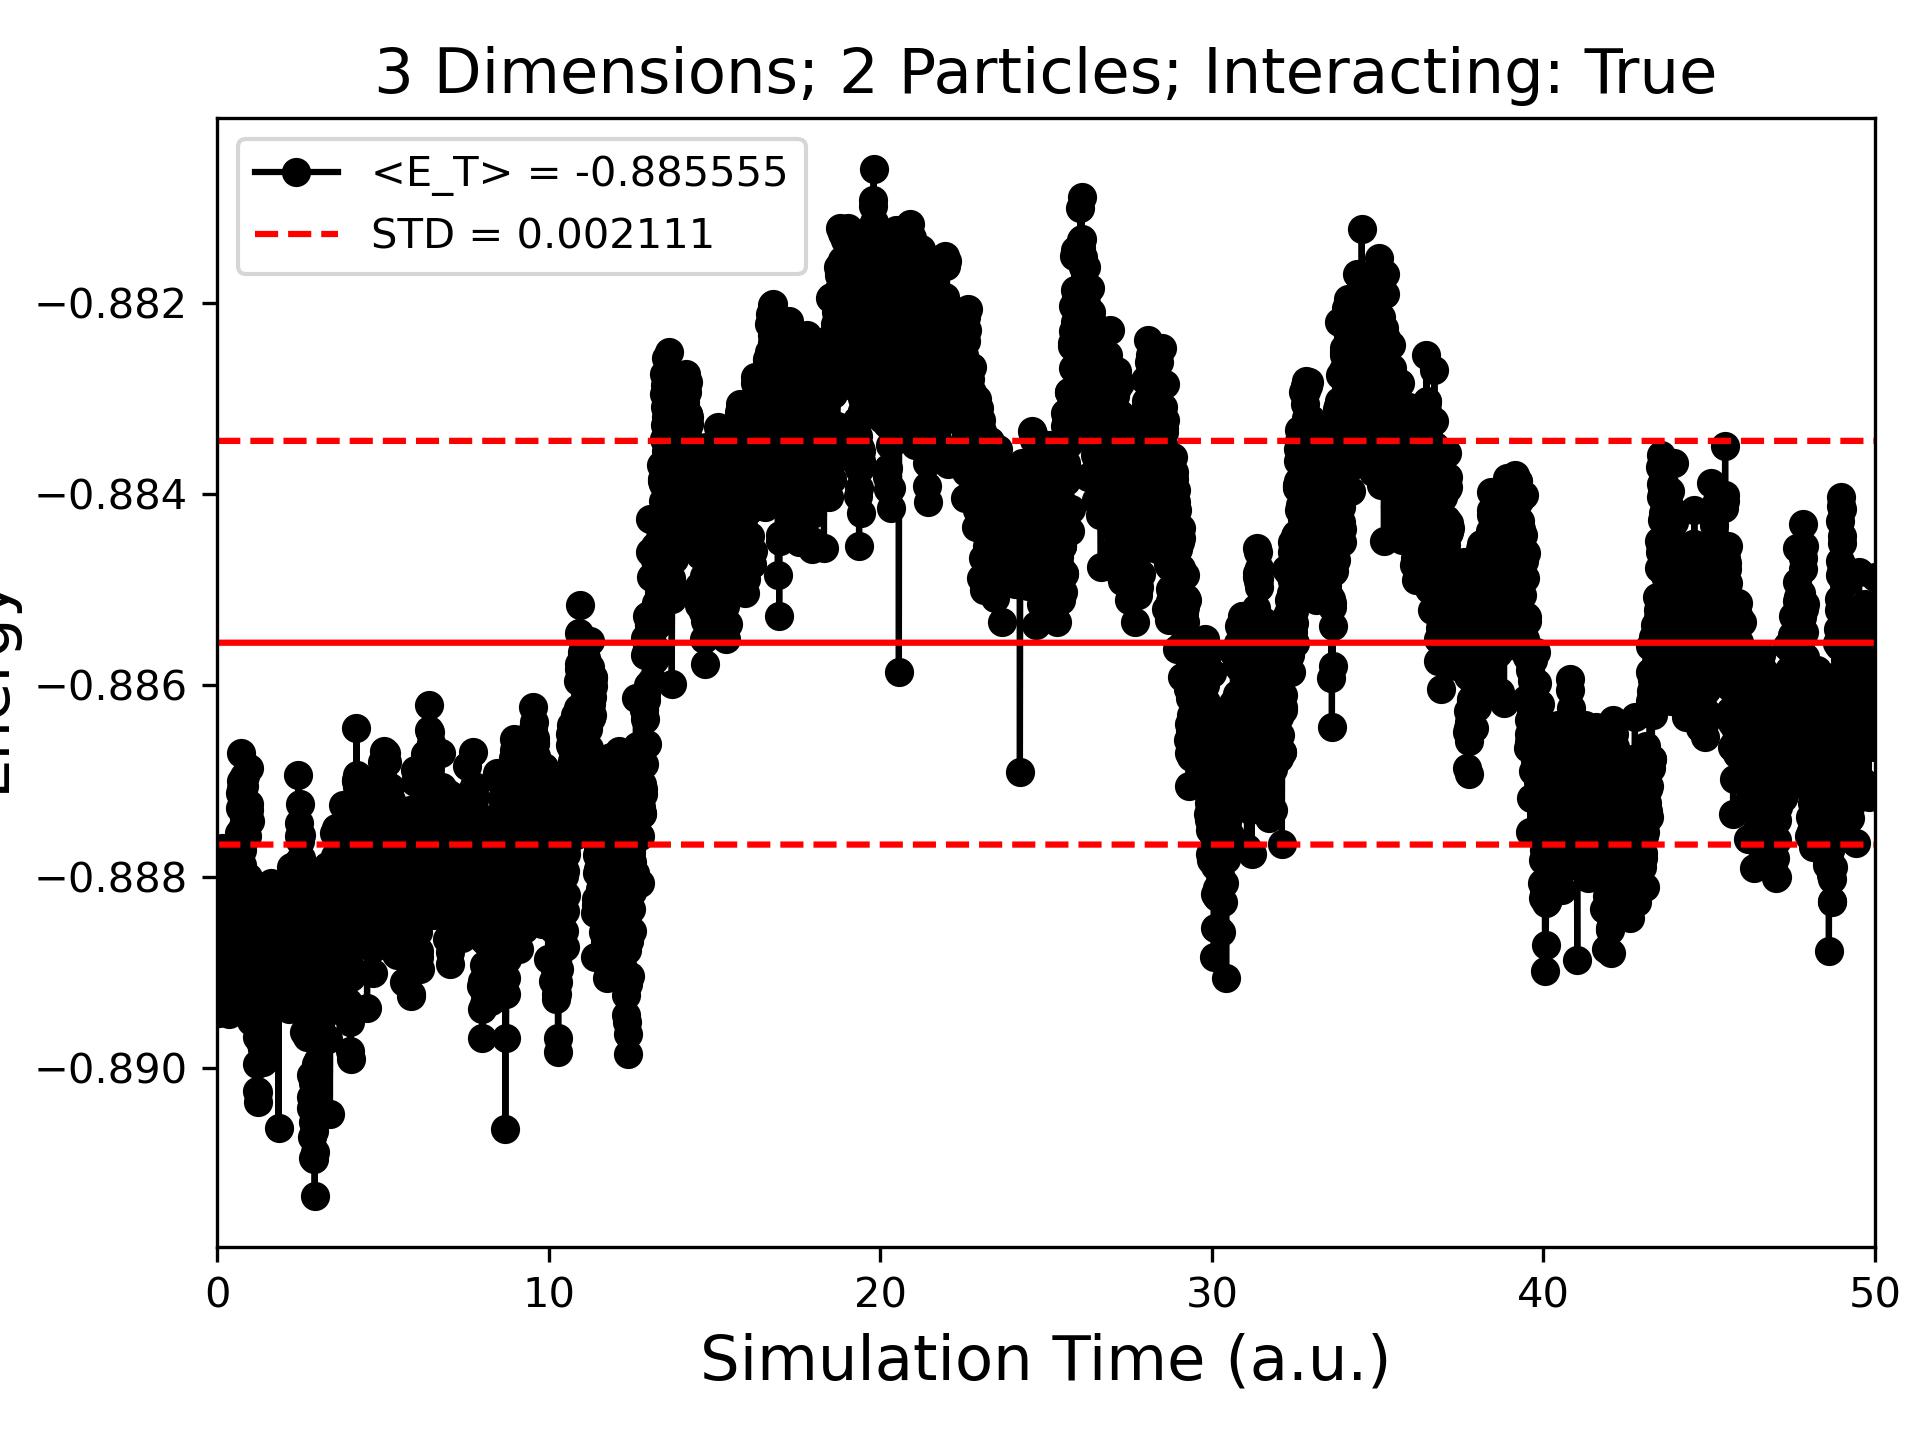 3 Dimensions; 2 Particles; Interacting: True
<E_T> = -0.885555
STD = 0.002111
−0.882
−0.884
−0.886
−0.888
−0.890
Energy
0 10 20 30 40 50
Simulation Time (a.u.)